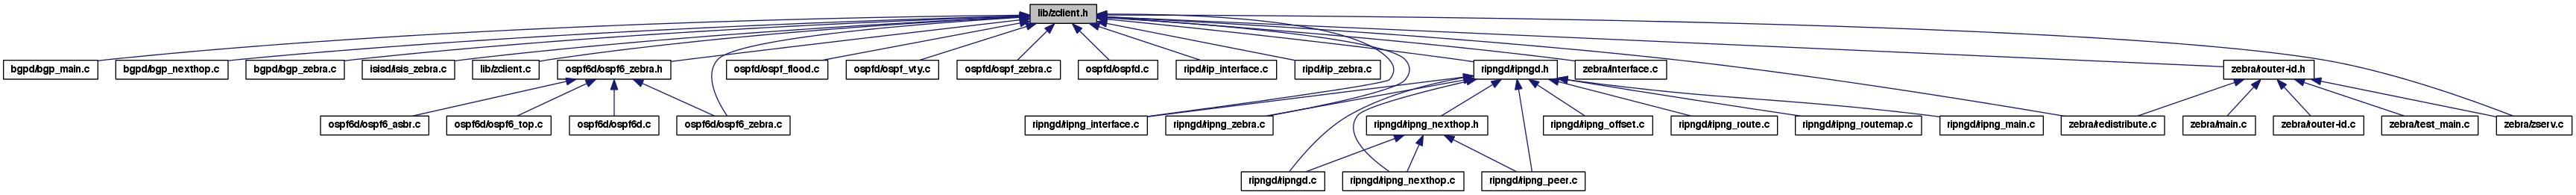 lib/zclient.h
bgpd/bgp_main.c
bgpd/bgp_nexthop.c
bgpd/bgp_zebra.c
isisd/isis_zebra.c
lib/zclient.c
ospf6d/ospf6_zebra.h
ospfd/ospf_flood.c
ospfd/ospf_vty.c
ospfd/ospf_zebra.c
ospfd/ospfd.c
ripd/rip_interface.c
ripd/rip_zebra.c
ripngd/ripngd.h
zebra/interface.c
zebra/router-id.h
ospf6d/ospf6_asbr.c
ospf6d/ospf6_top.c
ospf6d/ospf6d.c
ospf6d/ospf6_zebra.c
ripngd/ripng_interface.c
ripngd/ripng_zebra.c
ripngd/ripng_nexthop.h
ripngd/ripng_offset.c
ripngd/ripng_route.c
ripngd/ripng_routemap.c
ripngd/ripng_main.c
zebra/redistribute.c
zebra/main.c
zebra/router-id.c
zebra/test_main.c
zebra/zserv.c
ripngd/ripngd.c
ripngd/ripng_nexthop.c
ripngd/ripng_peer.c